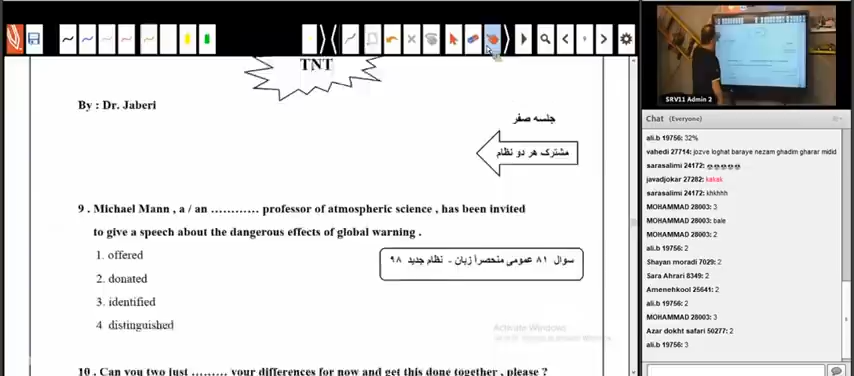 TNT
By : Dr. Jaberi
جلسه صفر
مشترک هر دو نظام
9 . Michael Mann , a / an ............ professor of atmospheric science , has been invited
to give a speech about the dangerous effects of global warning .
1. offered
سوال ۸۱ عمومی منحصراً زبان - نظام جدید ۹۸
2. donated
3. identified
4 distinguished
Activate Windows
10 . Can you two just ........ your differences for now and get this done together , please ?
SRV11 Admin 2
Chat (Everyone)
ali.b 19756: 32%
vahedi 27714: jozve loghat baraye nezam ghadim gharar midid
sarasalimi 24172:
javadjokar 27282: kakak
sarasalimi 24172: khkhhh
MOHAMMAD 28003: 3
MOHAMMAD 28003: bale
MOHAMMAD 28003: 2
ali.b 19756: 2
Shayan moradi 7029: 2
Sara Ahrari 8349: 2
Amenehkool 25641: 2
ali.b 19756: 2
MOHAMMAD 28003: 3
Azar dokht safari 50277: 2
ali.b 19756: 3